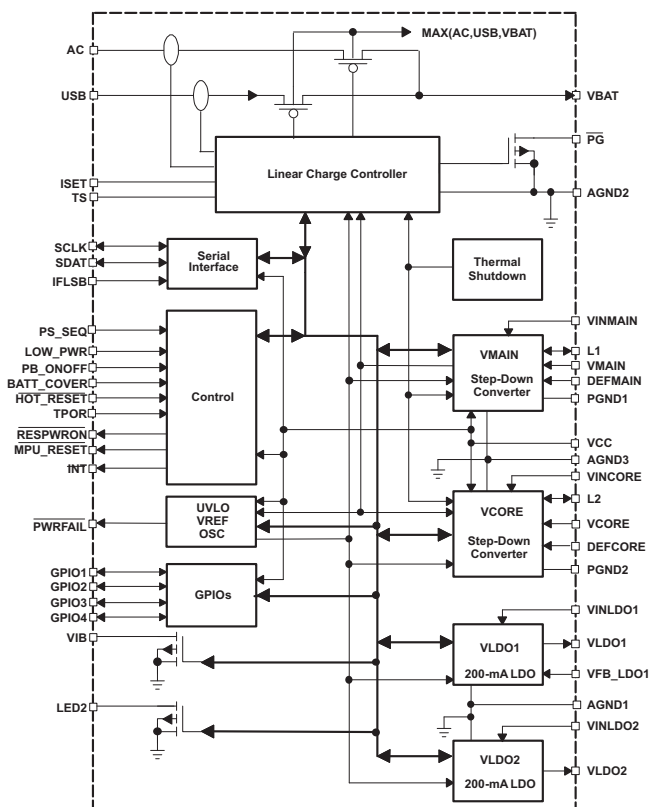 MAX(AC,USB,VBAT)
AC
USB
VBAT
PG
Linear Charge Controller
ISET
TS
AGND2
SCLK
SDAT
IFLSB
Serial
Interface
Thermal
Shutdown
PS_SEQ
LOW_PWR
PB_ONOFF
BATT_COVER
HOT_RESET
TPOR
RESPWRON
MPU_RESET
INT
Control
VINMAIN
VMAIN
Step-Down
Converter
L1
VMAIN
DEFMAIN
PGND1
VCC
AGND3
VINCORE
VCORE
Step-Down
Converter
L2
VCORE
DEFCORE
PGND2
PWRFAIL
UVLO
VREF
OSC
GPIO1
GPIO2
GPIO3
GPIO4
GPIOs
VIB
LED2
VINLDO1
VLDO1
200-mA LDO
VLDO1
VFB_LDO1
AGND1
VINLDO2
VLDO2
200-mA LDO
VLDO2